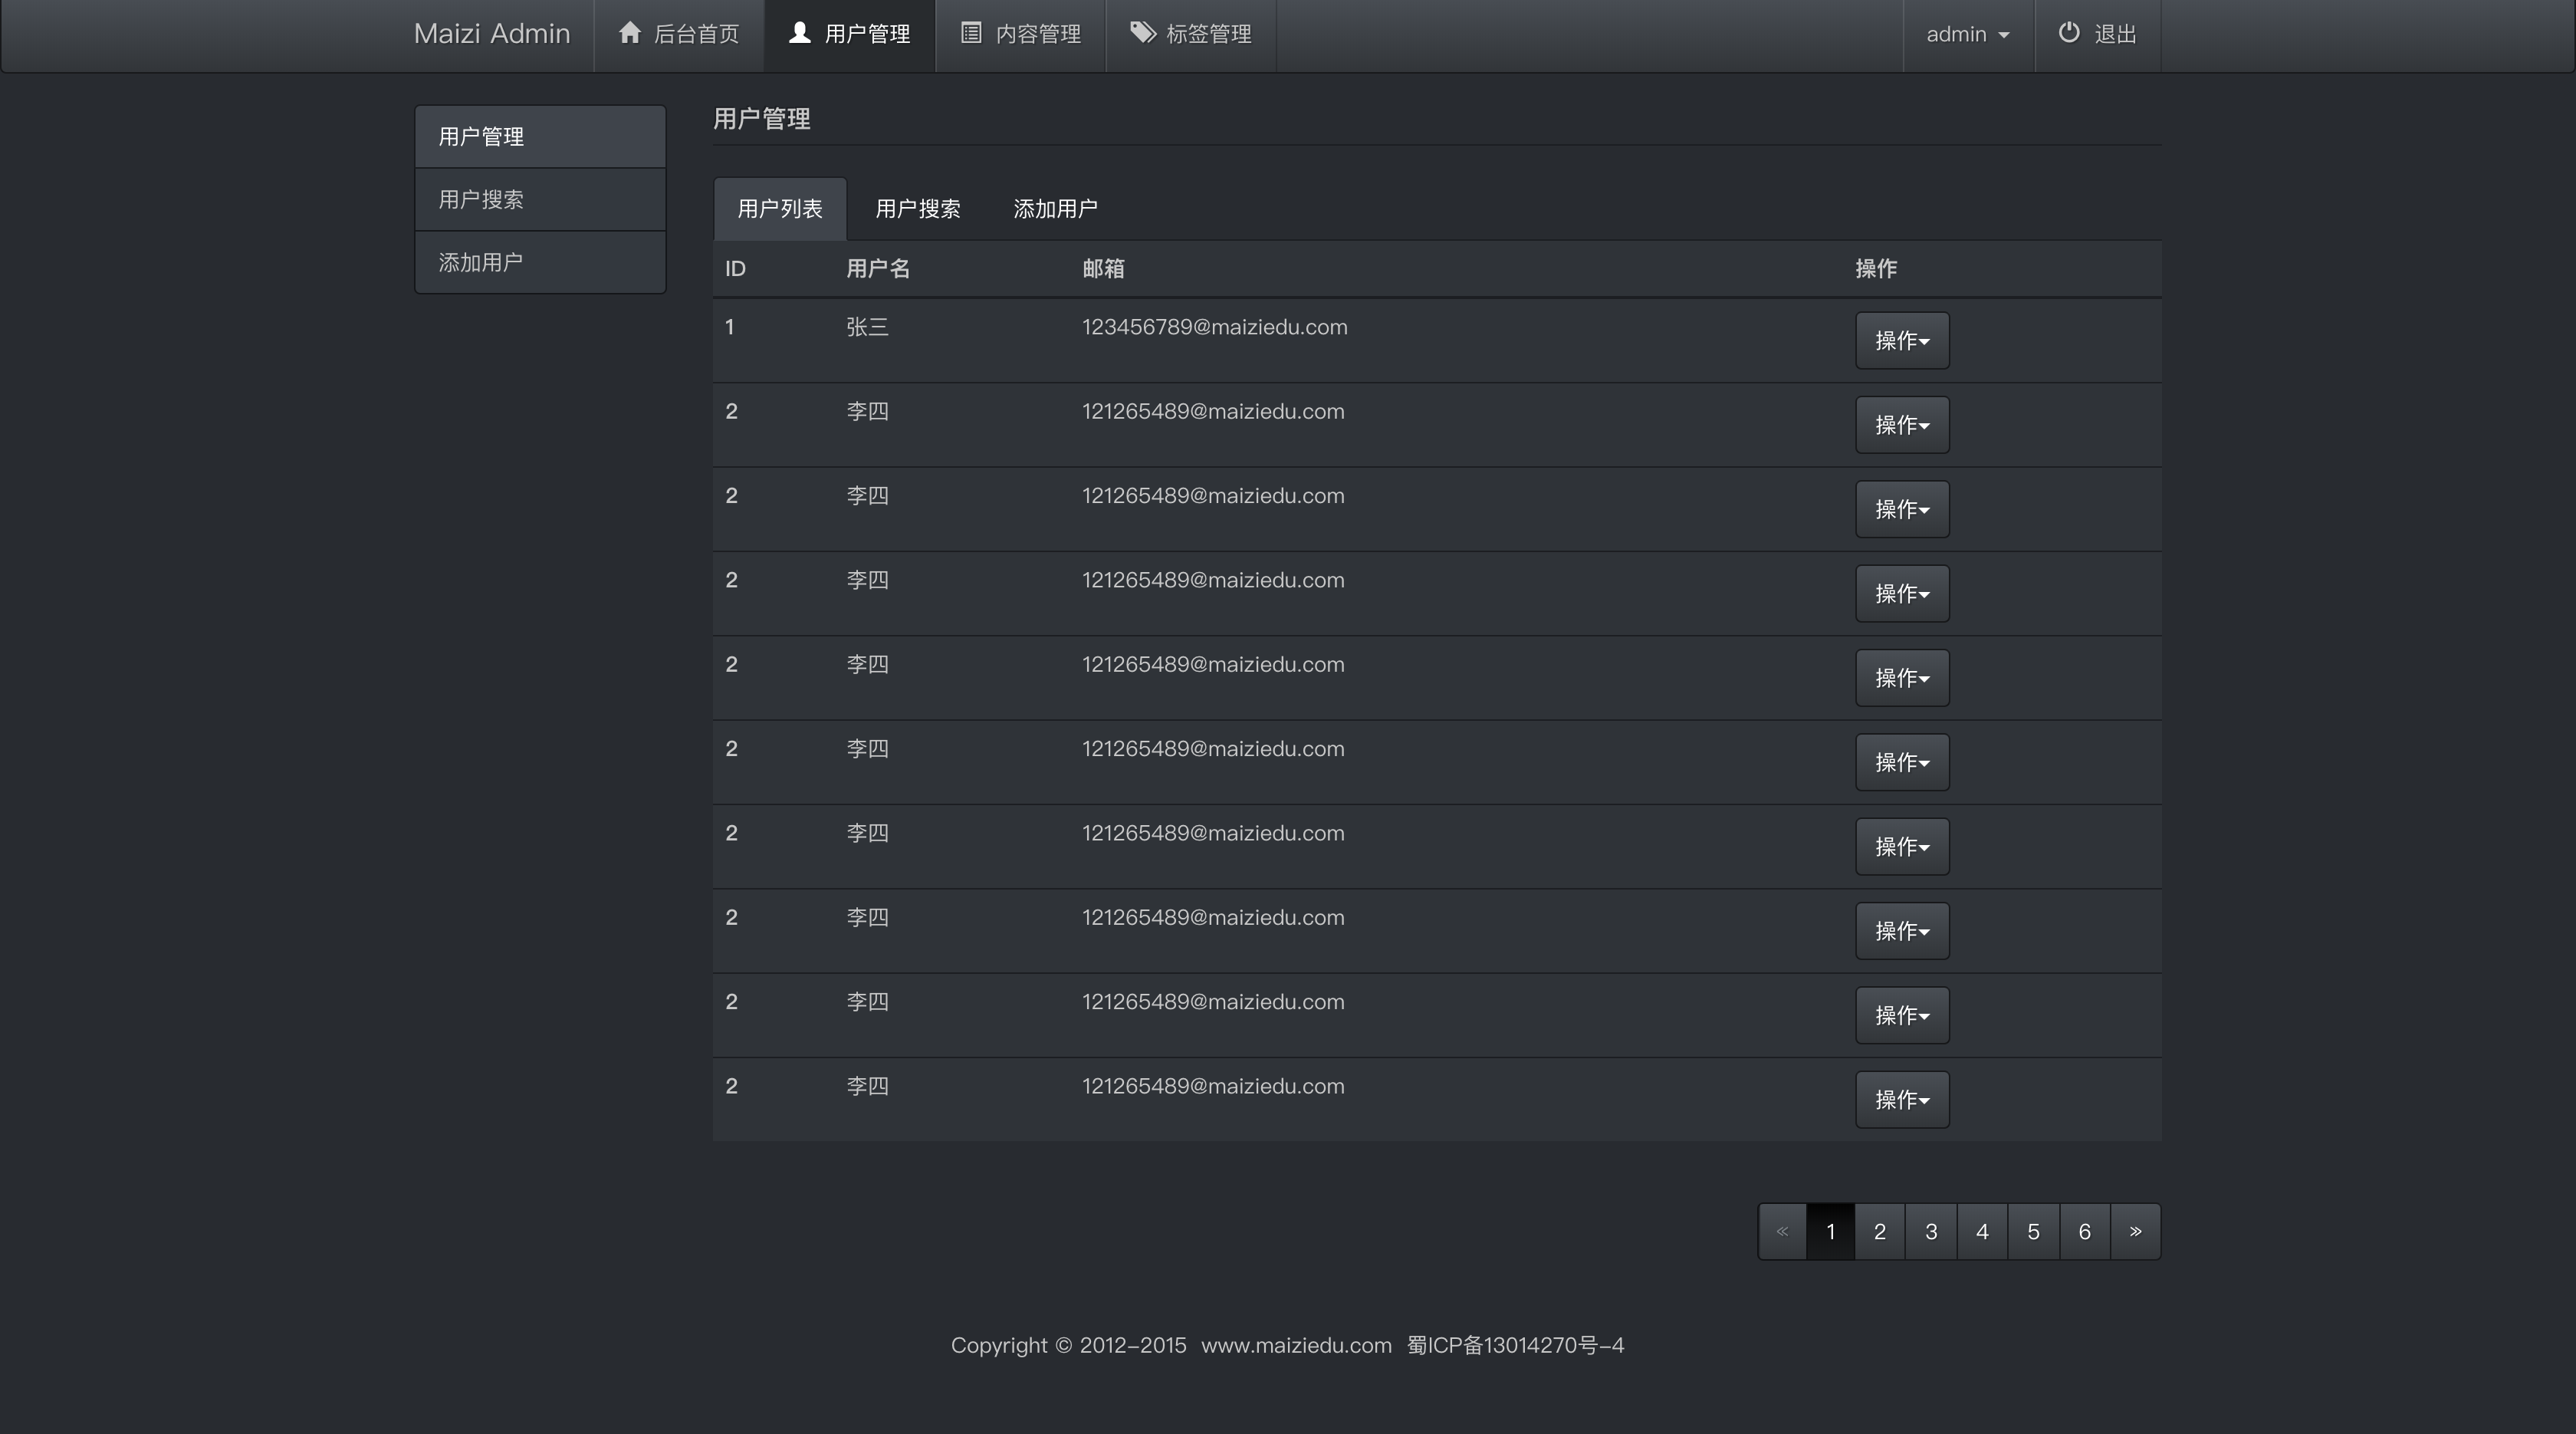 Maizi Admin 后台首页 用户管理 内容管理 标签管理 admin 退出
用户管理
用户搜索
添加用户
用户管理
用户列表 用户搜索 添加用户
ID 用户名 邮箱 操作
1 张三 123456789@maiziedu.com 操作
2 李四 121265489@maiziedu.com 操作
2 李四 121265489@maiziedu.com 操作
2 李四 121265489@maiziedu.com 操作
2 李四 121265489@maiziedu.com 操作
2 李四 121265489@maiziedu.com 操作
2 李四 121265489@maiziedu.com 操作
2 李四 121265489@maiziedu.com 操作
2 李四 121265489@maiziedu.com 操作
2 李四 121265489@maiziedu.com 操作
« 1 2 3 4 5 6 »
Copyright © 2012-2015 www.maiziedu.com 蜀ICP备13014270号-4